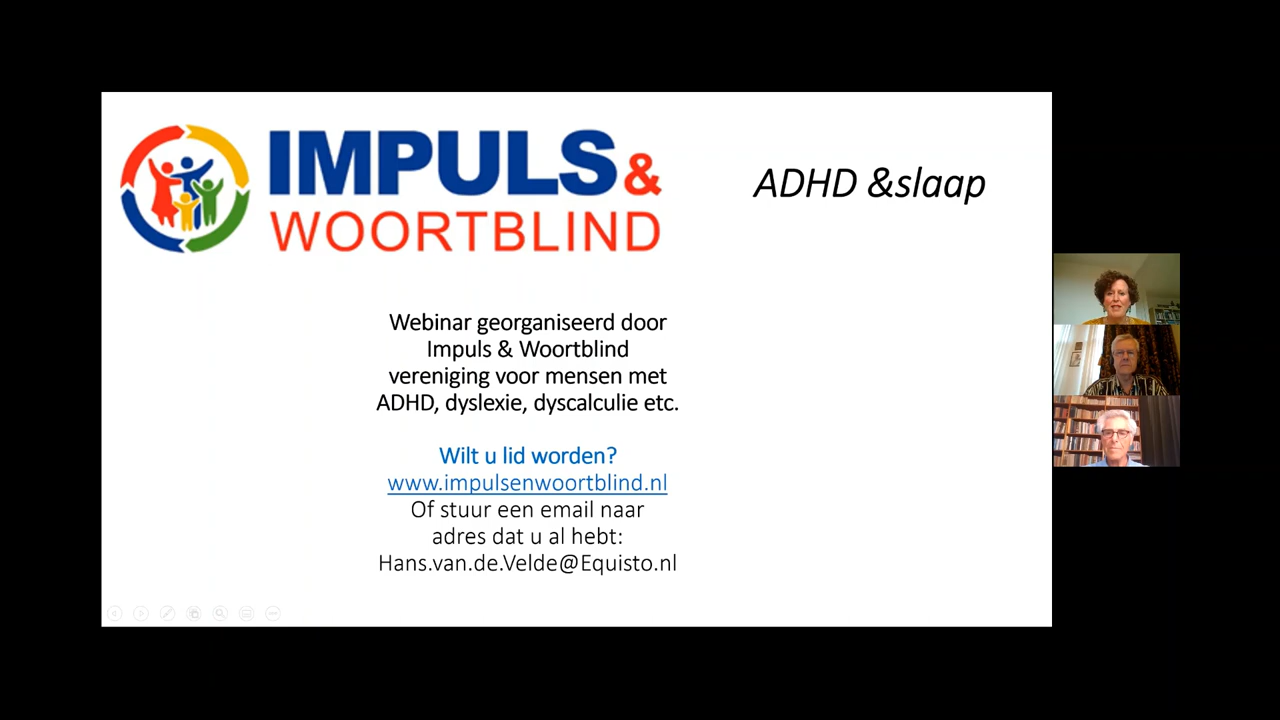 IMPULS &
WOORTBLIND
ADHD &slaap
Webinar georganiseerd door
Impuls & Woortblind
vereniging voor mensen met
ADHD, dyslexie, dyscalculie etc.
Wilt u lid worden?
www.impulsenwoortblind.nl
Of stuur een email naar
adres dat u al hebt:
Hans.van.de.Velde@Equisto.nl